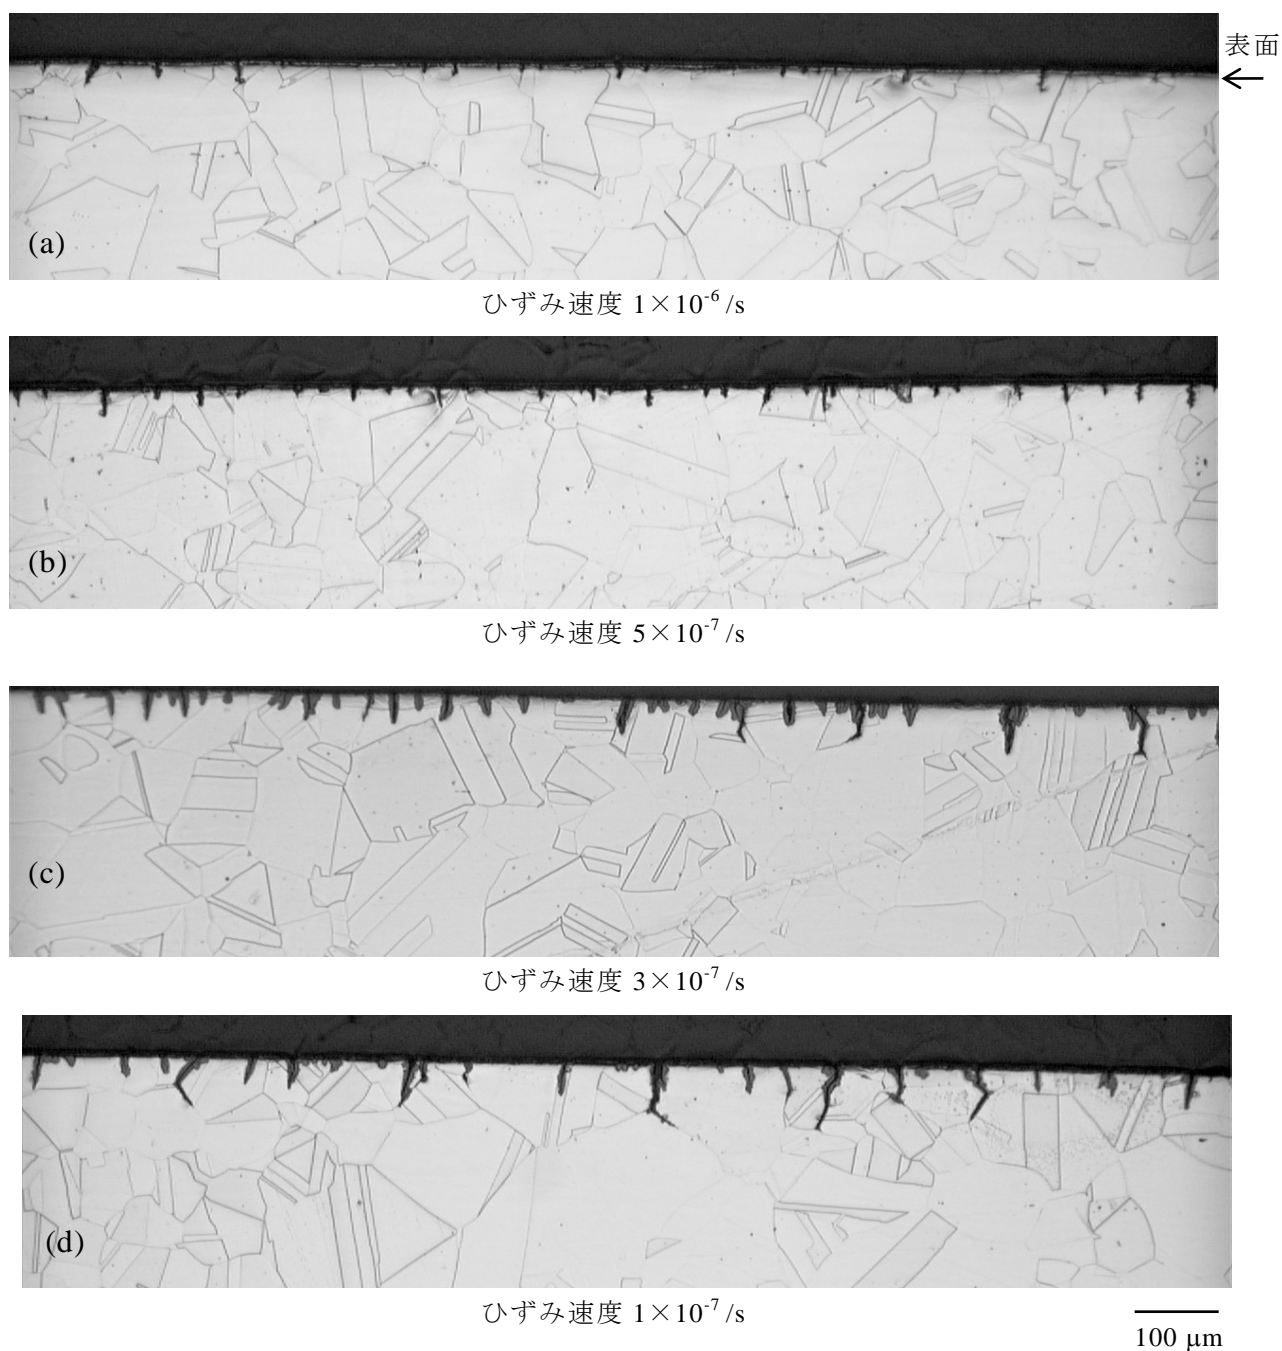 表面
(a)
ひずみ速度 1×10⁻⁶ /s
(b)
ひずみ速度 5×10⁻⁷ /s
(c)
ひずみ速度 3×10⁻⁷ /s
(d)
ひずみ速度 1×10⁻⁷ /s
100 μm